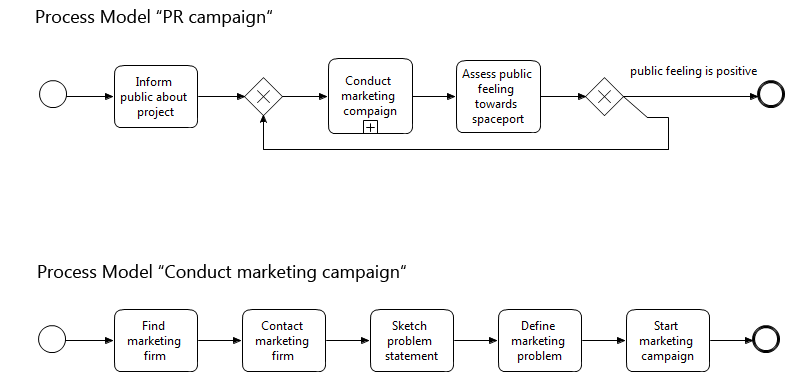 Process Model “PR campaign“
public feeling is positive
Inform
public about
project
Conduct
marketing
compaign
Assess public
feeling
towards
spaceport
Process Model “Conduct marketing campaign“
Find
marketing
firm
Contact
marketing
firm
Sketch
problem
statement
Define
marketing
problem
Start
marketing
campaign